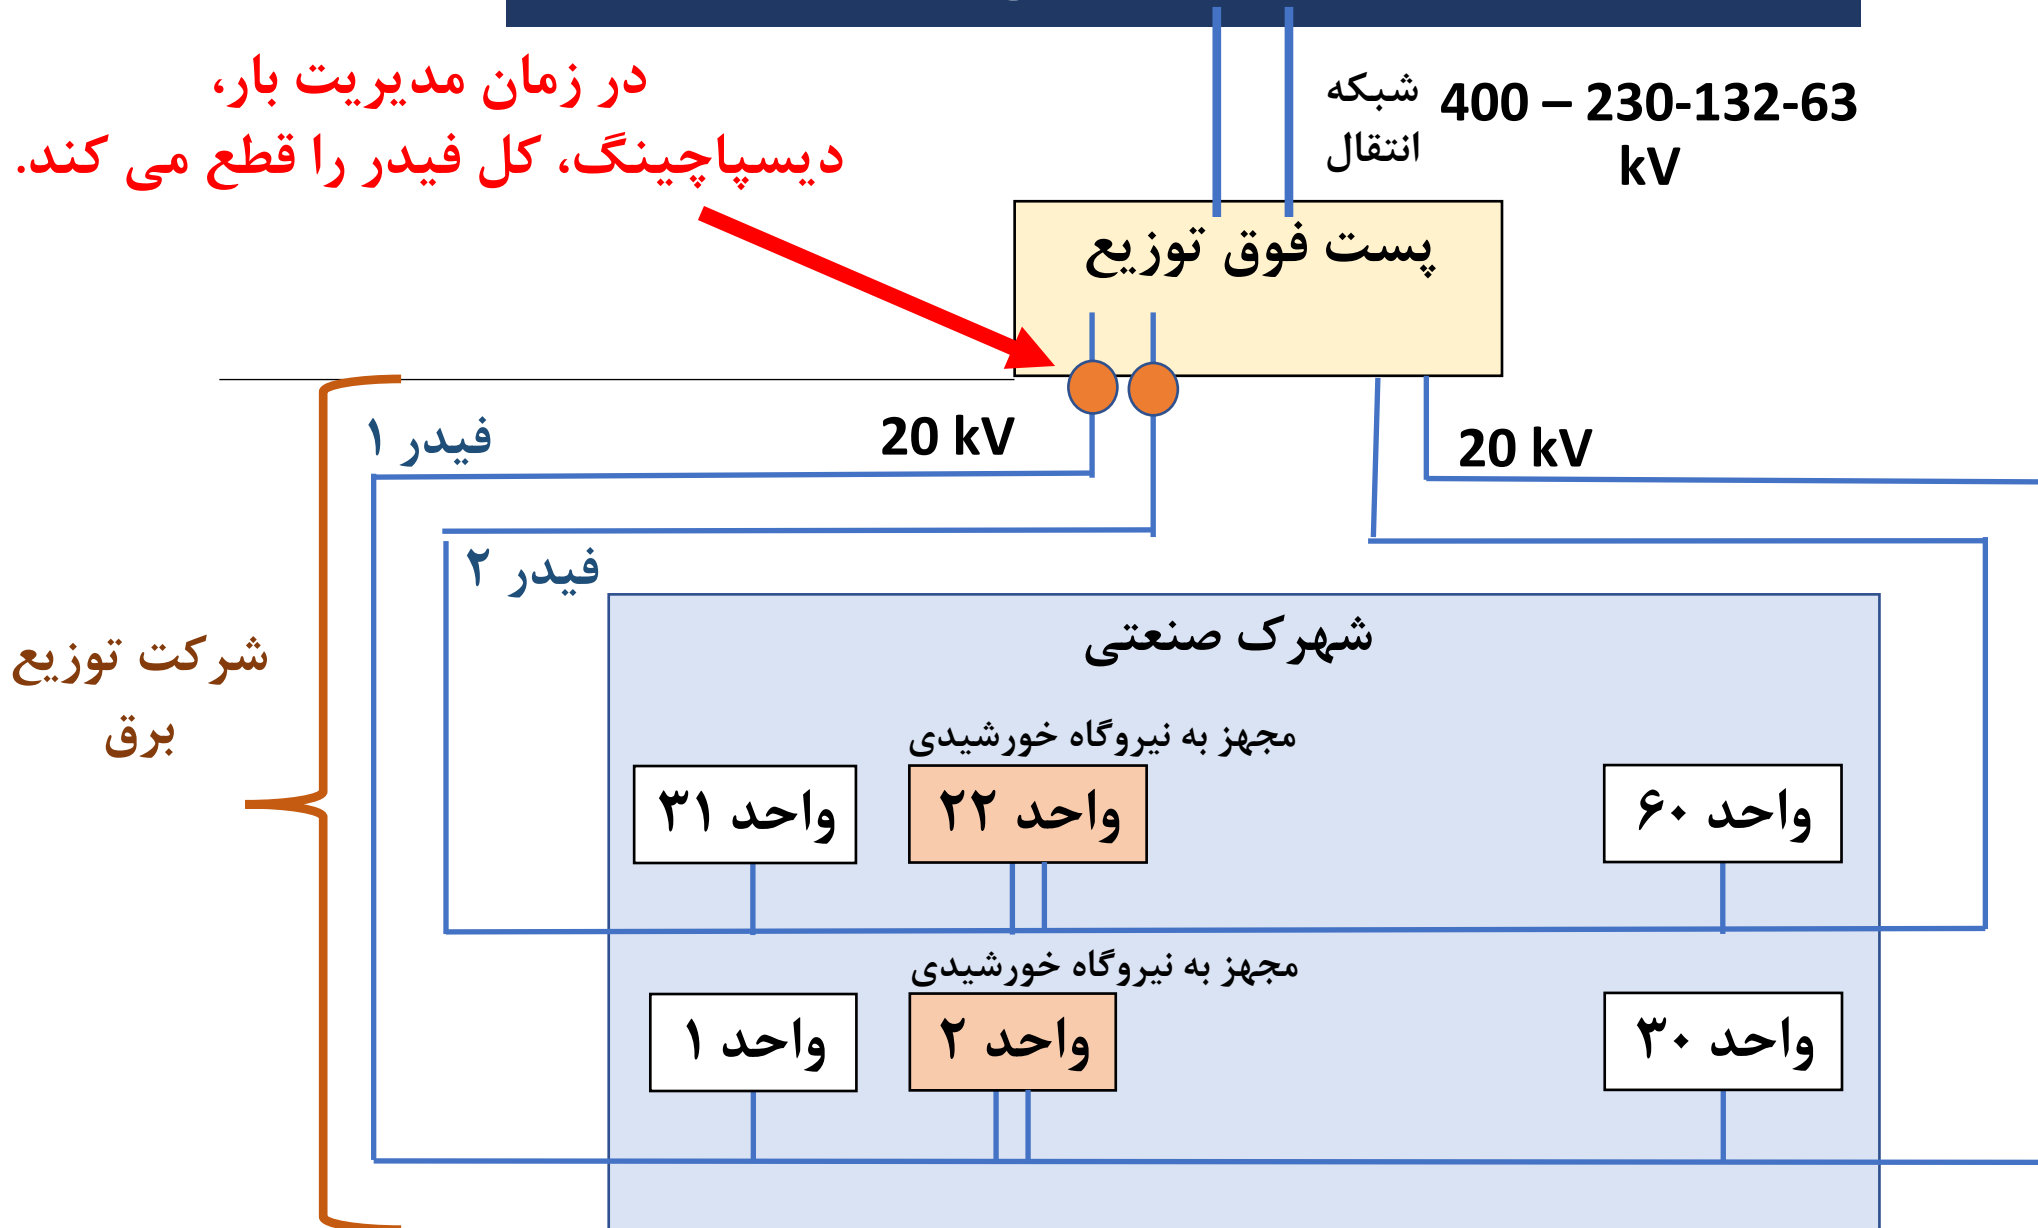 در زمان مدیریت بار،
دیسپاچینگ، کل فیدر را قطع می کند.
شبکه
انتقال
400 – 230-132-63
kV
پست فوق توزیع
فیدر ۱
20 kV
20 kV
فیدر ۲
شهرک صنعتی
شرکت توزیع
برق
مجهز به نیروگاه خورشیدی
واحد ۳۱
واحد ۲۲
واحد ۶۰
مجهز به نیروگاه خورشیدی
واحد ۱
واحد ۲
واحد ۳۰